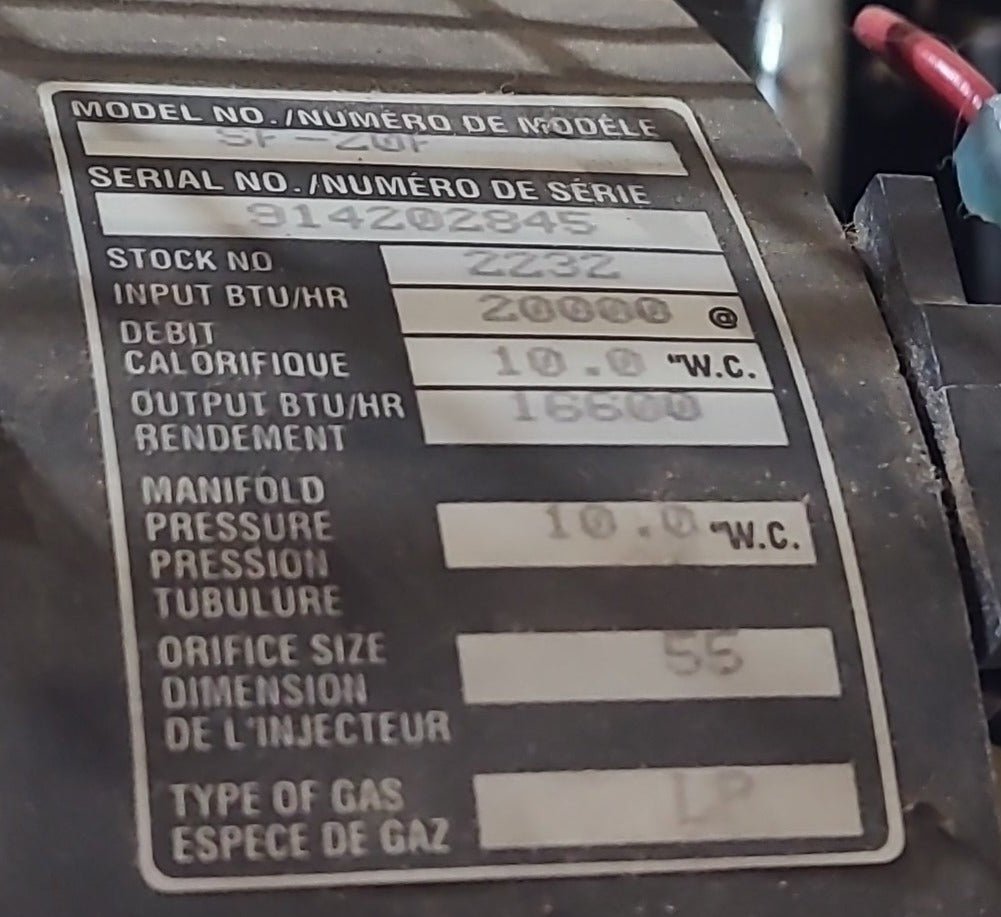 MODEL NO./NUMÉRO DE MODÈLE
SF-20F
SERIAL NO./NUMÉRO DE SÉRIE
914202845
STOCK NO 2232
INPUT BTU/HR 20000 @
DEBIT
CALORIFIQUE 10.0 "W.C.
OUTPUT BTU/HR 16600
RENDEMENT
MANIFOLD
PRESSURE 10.0 "W.C.
PRESSION
TUBULURE
ORIFICE SIZE 55
DIMENSION
DE L'INJECTEUR
TYPE OF GAS LP
ESPECE DE GAZ